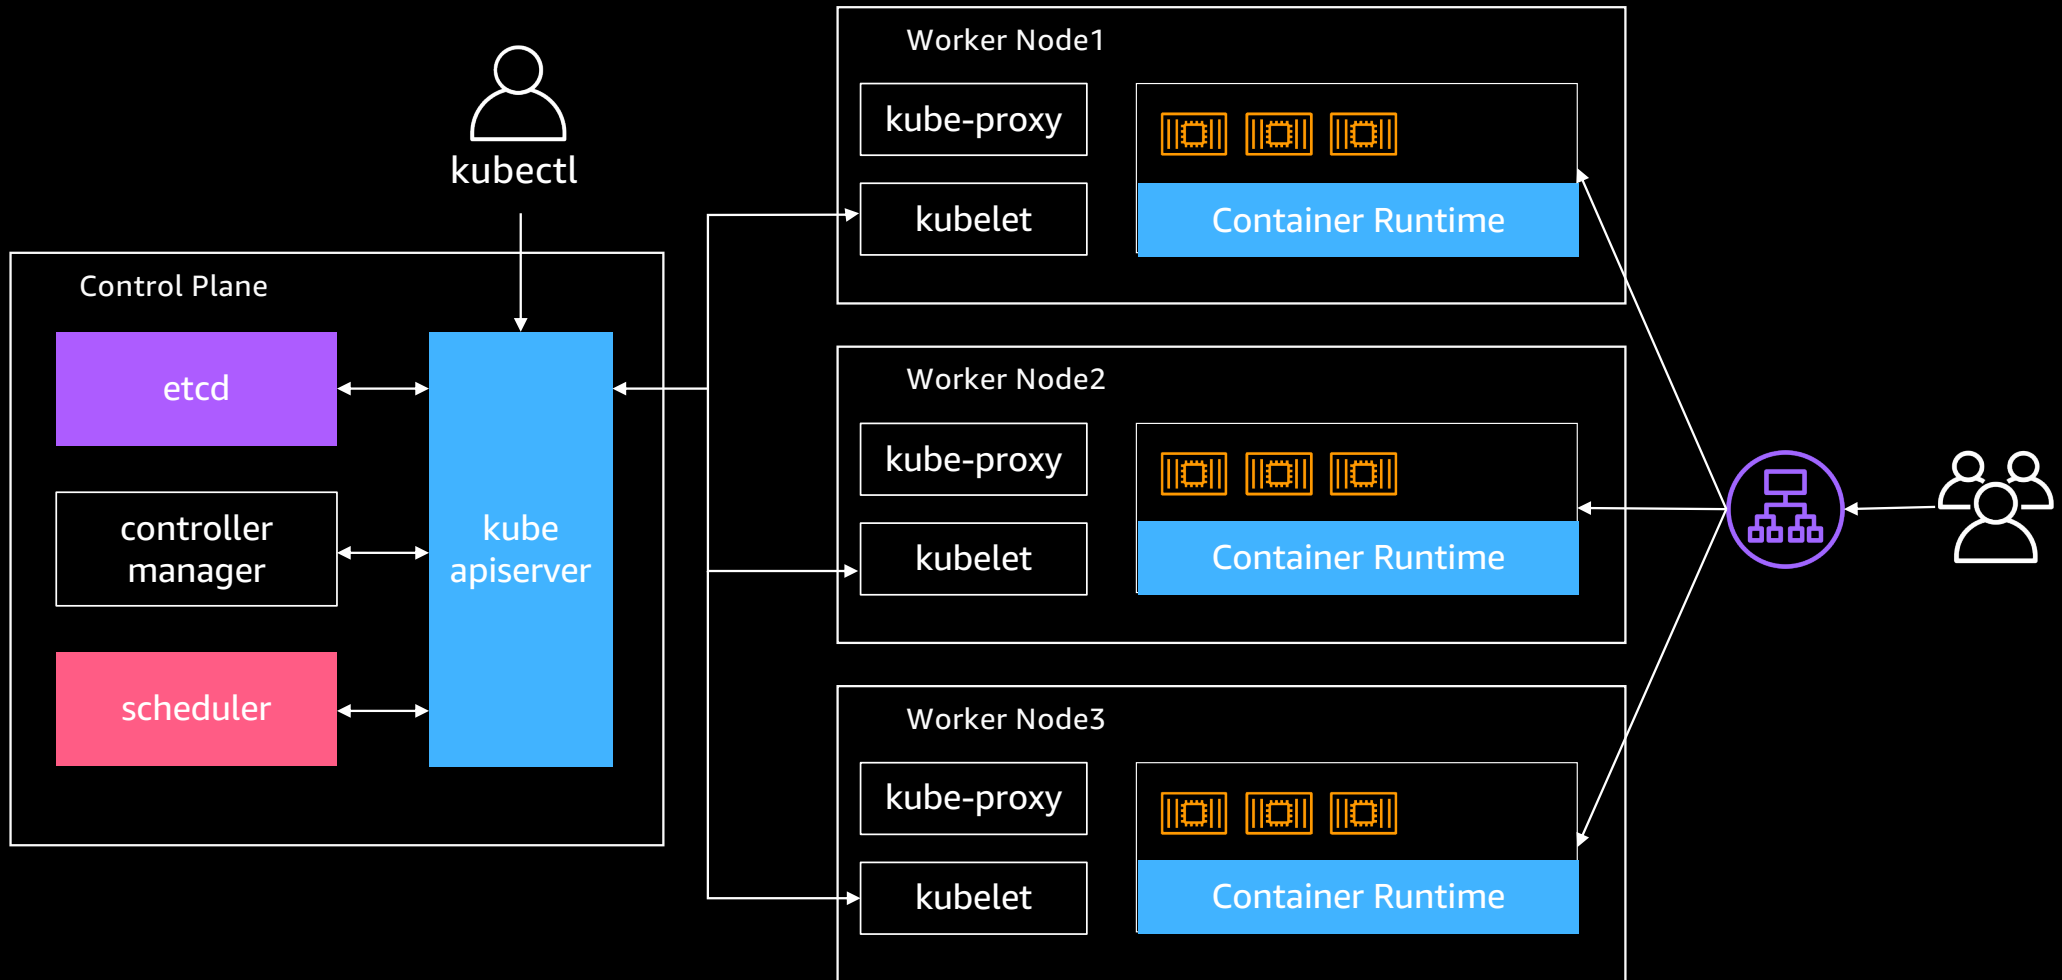 kubectl
Control Plane
etcd
controller
manager
scheduler
kube
apiserver
Worker Node1
kube-proxy
kubelet
Container Runtime
Worker Node2
kube-proxy
kubelet
Container Runtime
Worker Node3
kube-proxy
kubelet
Container Runtime